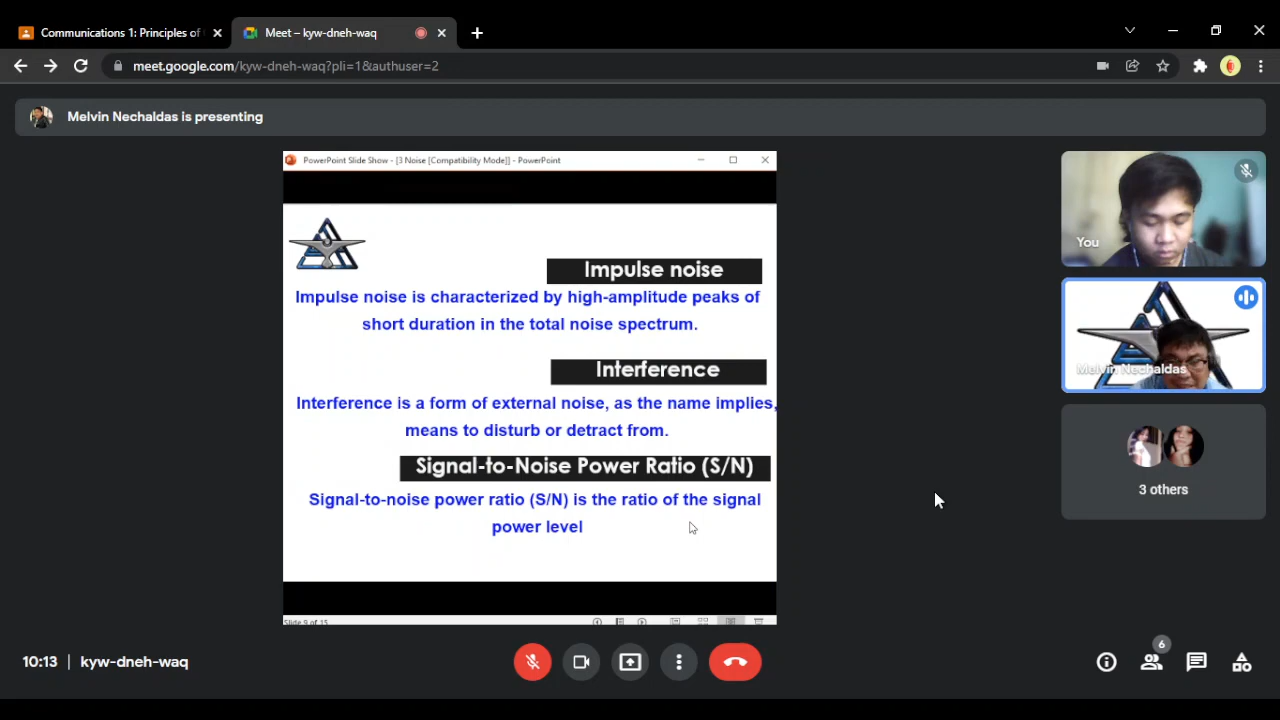 Communications 1: Principles of
Meet – kyw-dneh-waq
meet.google.com/kyw-dneh-waq?pli=1&authuser=2
Melvin Nechaldas is presenting
PowerPoint Slide Show - [3 Noise [Compatibility Mode]] - PowerPoint
Impulse noise
Impulse noise is characterized by high-amplitude peaks of
short duration in the total noise spectrum.
Interference
Interference is a form of external noise, as the name implies,
means to disturb or detract from.
Signal-to-Noise Power Ratio (S/N)
Signal-to-noise power ratio (S/N) is the ratio of the signal
power level
Slide 9 of 15
You
Melvin Nechaldas
3 others
10:13 | kyw-dneh-waq
6